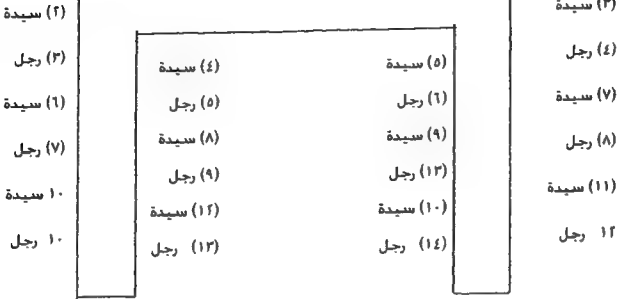 (٣) سيدة
(٢) سيدة
(٤) رجل
(٣) رجل
(٥) سيدة
(٤) سيدة
(٧) سيدة
(٦) رجل
(٥) رجل
(٦) سيدة
(٨) رجل
(٩) سيدة
(٨) سيدة
(٧) رجل
(١١) سيدة
(١٣) رجل
(٩) رجل
١٠ سيدة
١٢ رجل
(١٠) سيدة
(١٢) سيدة
١٠ رجل
(١٤) رجل
(١٣) رجل